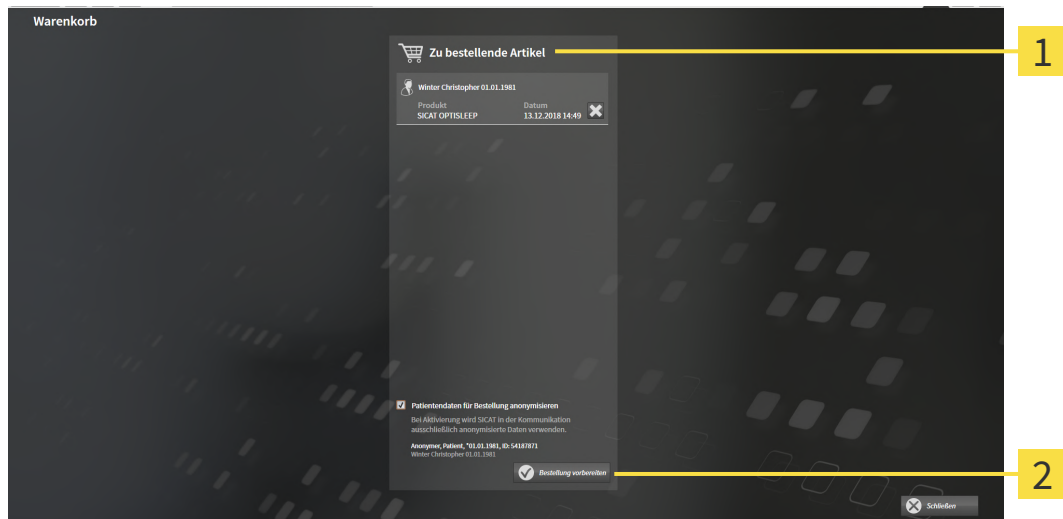 Warenkorb
Zu bestellende Artikel
1
Winter Christopher 01.01.1981
Produkt Datum
SICAT OPTISLEEP 13.12.2018 14:49
Patientendaten für Bestellung anonymisieren
Bei Aktivierung wird SICAT in der Kommunikation
ausschließlich anonymisierte Daten verwenden.
Anonymer, Patient, *01.01.1981, ID: 54187871
Winter Christopher 01.01.1981
Bestellung vorbereiten
2
Schließen